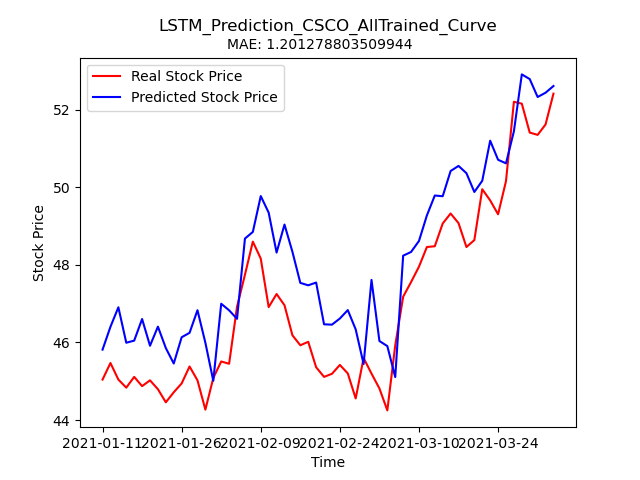 LSTM_Prediction_CSCO_AllTrained_Curve
MAE: 1.201278803509944
Real Stock Price
Predicted Stock Price
52
50
48
46
44
Stock Price
2021-01-11 2021-01-26 2021-02-09 2021-02-24 2021-03-10 2021-03-24
Time